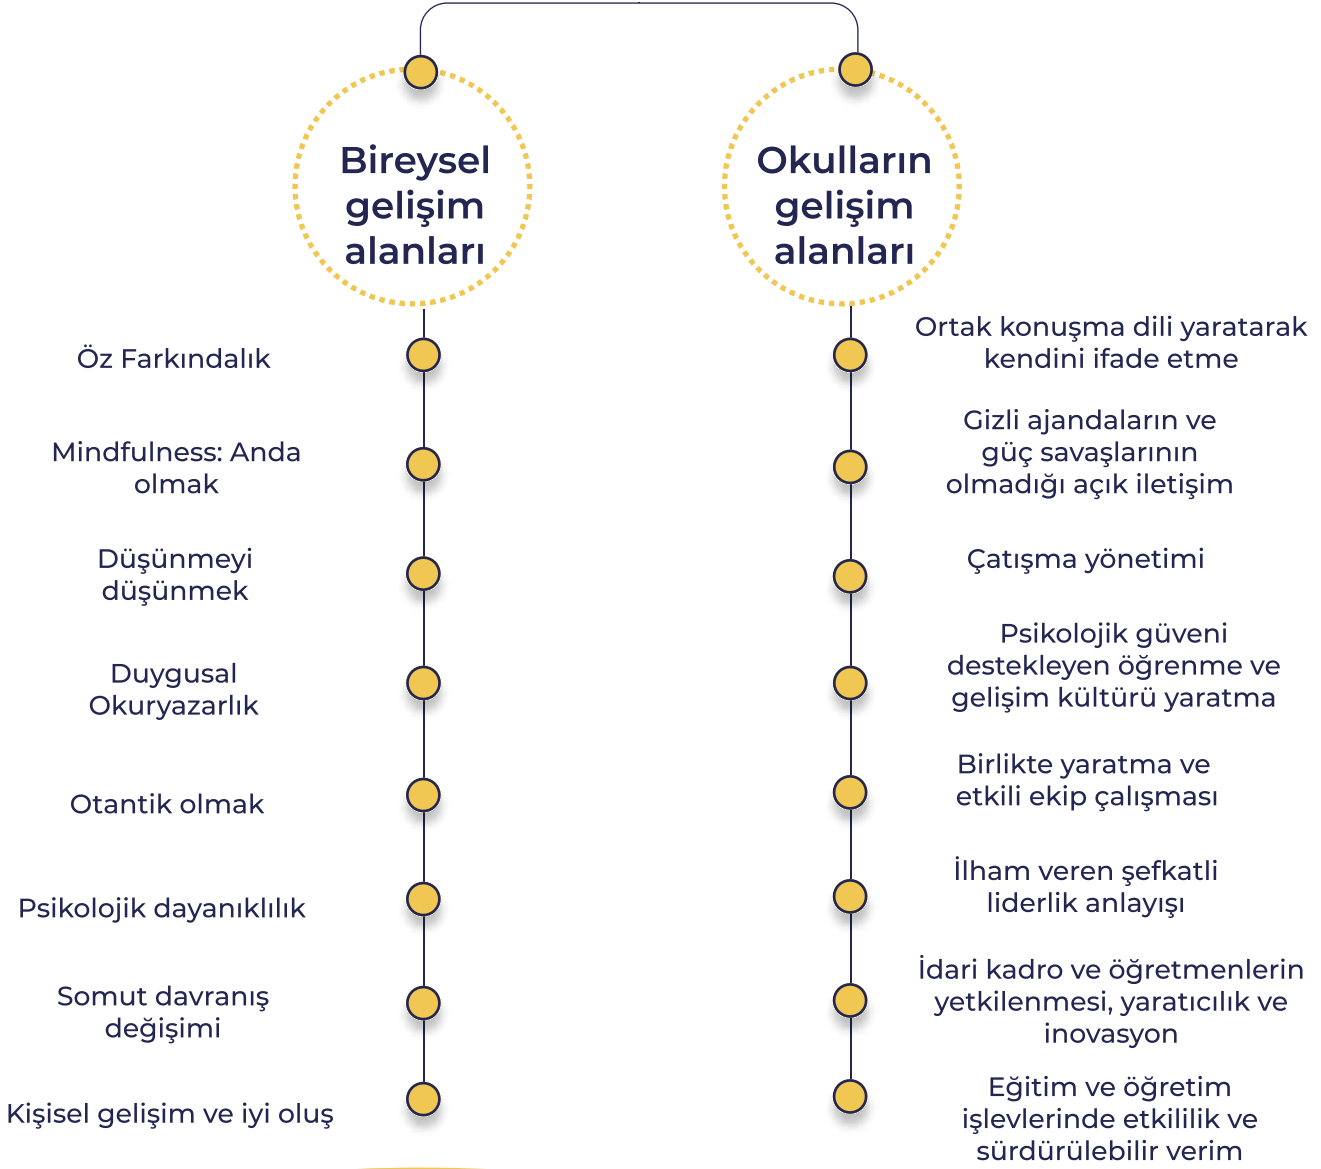 Bireysel
gelişim
alanları
Öz Farkındalık
Mindfulness: Anda
olmak
Düşünmeyi
düşünmek
Duygusal
Okuryazarlık
Otantik olmak
Psikolojik dayanıklılık
Somut davranış
değişimi
Kişisel gelişim ve iyi oluş
Okulların
gelişim
alanları
Ortak konuşma dili yaratarak
kendini ifade etme
Gizli ajandaların ve
güç savaşlarının
olmadığı açık iletişim
Çatışma yönetimi
Psikolojik güveni
destekleyen öğrenme ve
gelişim kültürü yaratma
Birlikte yaratma ve
etkili ekip çalışması
İlham veren şefkatli
liderlik anlayışı
İdari kadro ve öğretmenlerin
yetkilenmesi, yaratıcılık ve
inovasyon
Eğitim ve öğretim
işlevlerinde etkililik ve
sürdürülebilir verim